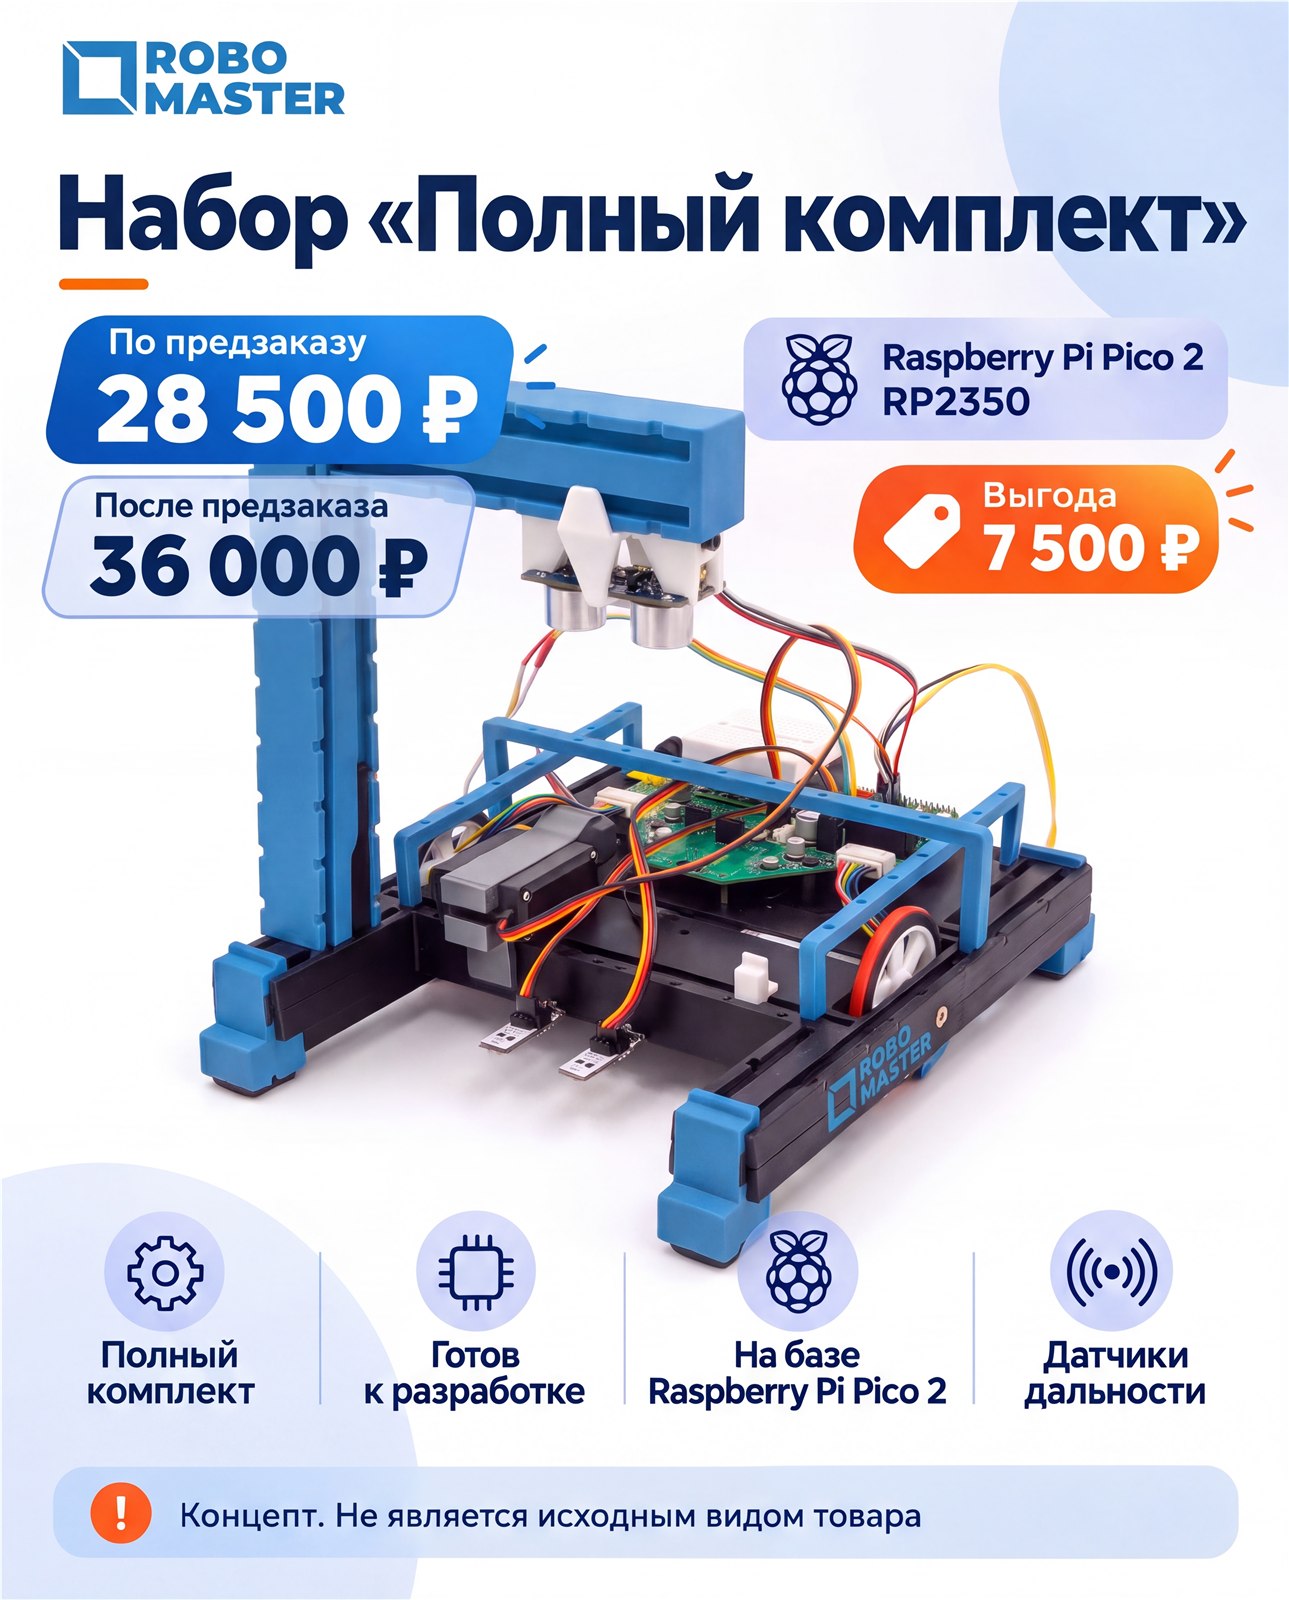 ROBO
MASTER
Набор «Полный комплект»
По предзаказу
28 500 ₽
После предзаказа
36 000 ₽
Raspberry Pi Pico 2
RP2350
Выгода
7 500 ₽
ROBO
MASTER
Полный
комплект
Готов
к разработке
На базе
Raspberry Pi Pico 2
Датчики
дальности
! Концепт. Не является исходным видом товара